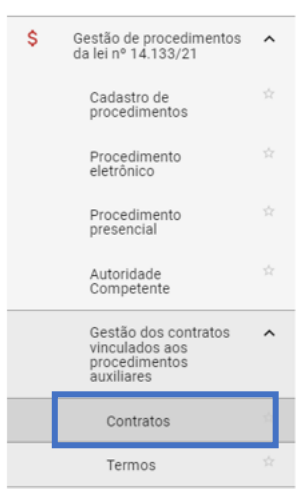 $
Gestão de procedimentos
da lei nº 14.133/21
Cadastro de
procedimentos
Procedimento
eletrônico
Procedimento
presencial
Autoridade
Competente
Gestão dos contratos
vinculados aos
procedimentos
auxiliares
Contratos
Termos